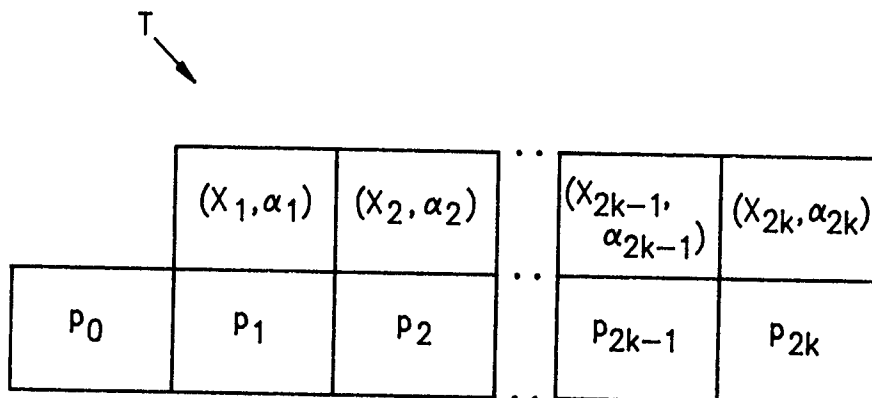 T
(X₁,α₁) (X₂,α₂) ·· (X₂ₖ₋₁, α₂ₖ₋₁) (X₂ₖ,α₂ₖ)
p₀ p₁ p₂ ·· p₂ₖ₋₁ p₂ₖ